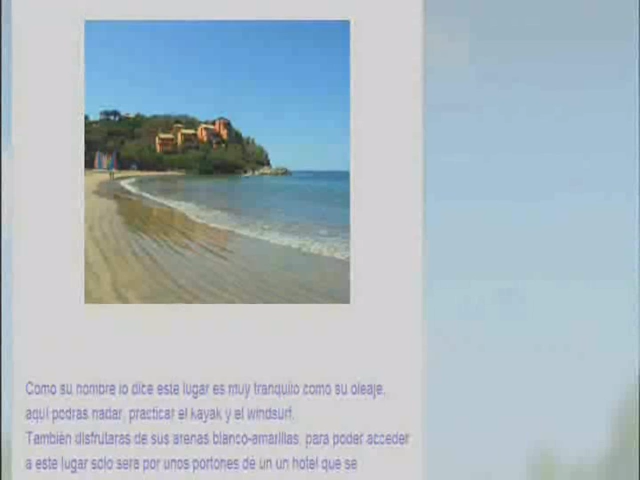 Como su nombre lo dice este lugar es muy tranquilo como su oleaje,
aquí podras nadar, practicar el kayak y el windsurf.
También disfrutaras de sus arenas blanco-amarillas, para poder acceder
a este lugar solo sera por unos portones de un un hotel que se